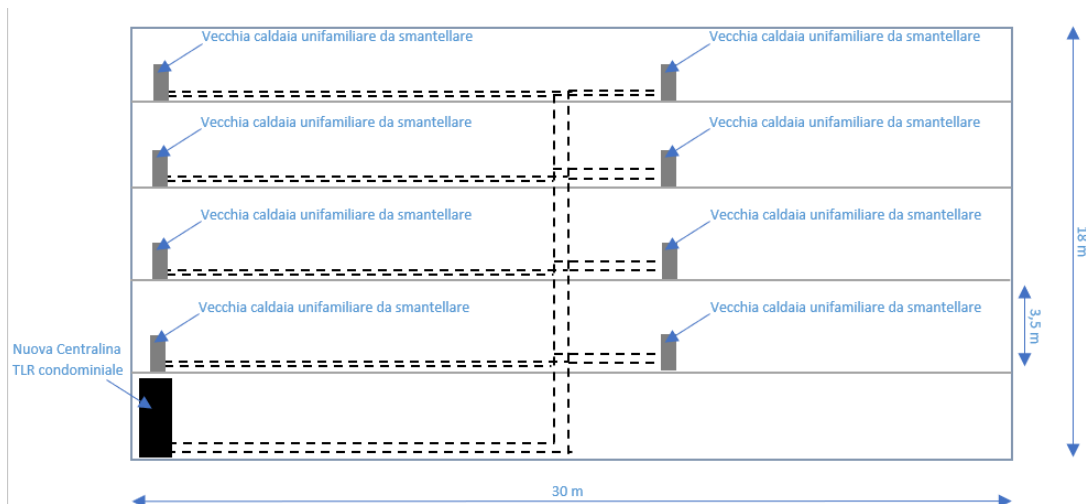 Vecchia caldaia unifamiliare da smantellare
Vecchia caldaia unifamiliare da smantellare
Vecchia caldaia unifamiliare da smantellare
Vecchia caldaia unifamiliare da smantellare
Vecchia caldaia unifamiliare da smantellare
Vecchia caldaia unifamiliare da smantellare
Vecchia caldaia unifamiliare da smantellare
Vecchia caldaia unifamiliare da smantellare
Nuova Centralina
TLR condominiale
3,5 m
18 m
30 m